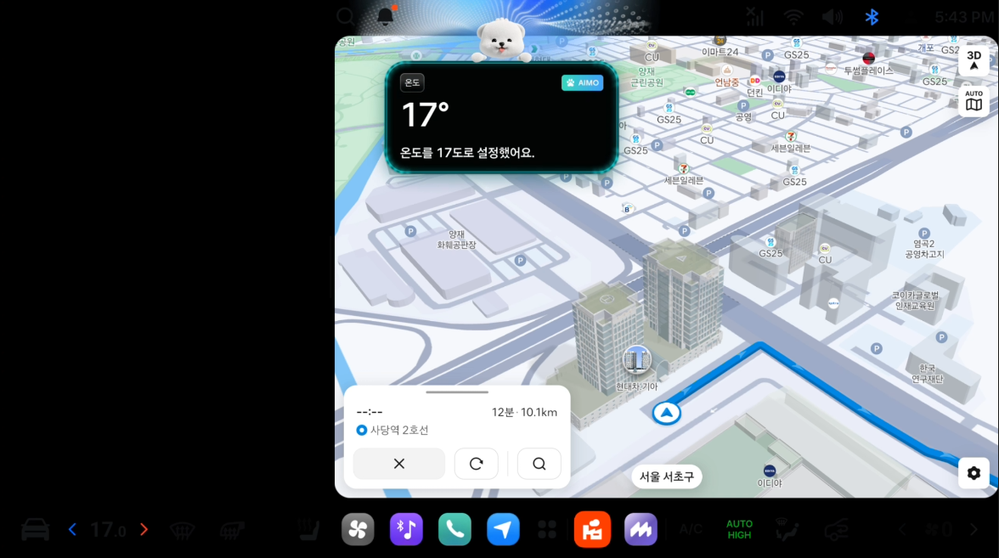 5:43 PM
공원
온도
AIMO
17°
온도를 17도로 설정했어요.
CU
양재
근린공원
24
이마트24
GS25
개포
GS2
3D
AUTO
투썸플레이스
언남중
던킨
이디야
GS25
GS25
공영
CU
CU
GS25
세븐일레븐
세븐일레븐
GS25
양재
화훼공판장
GS25
CU
염곡2
공영차고지
코이카글로벌
인재교육원
한국
연구재단
현대차 기아
--:--
12분 · 10.1km
사당역 2호선
서울 서초구
이디야
17.0
A/C
AUTO
HIGH
0